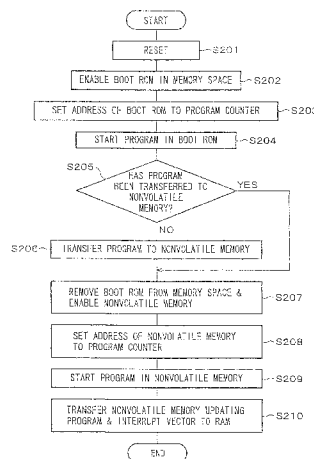 START
RESET
S201
ENABLE BOOT ROM IN MEMORY SPACE
S202
SET ADDRESS OF BOOT ROM TO PROGRAM COUNTER
S203
START PROGRAM IN BOOT ROM
S204
S205
HAS PROGRAM
BEEN TRANSFERRED TO
NONVOLATILE
MEMORY?
YES
NO
S206
TRANSFER PROGRAM TO NONVOLATILE MEMORY
REMOVE BOOT ROM FROM MEMORY SPACE &
ENABLE NONVOLATILE MEMORY
S207
SET ADDRESS OF NONVOLATILE MEMORY
TO PROGRAM COUNTER
S208
START PROGRAM IN NONVOLATILE MEMORY
S209
TRANSFER NONVOLATILE MEMORY UPDATING
PROGRAM & INTERRUPT VECTOR TO RAM
S210
END